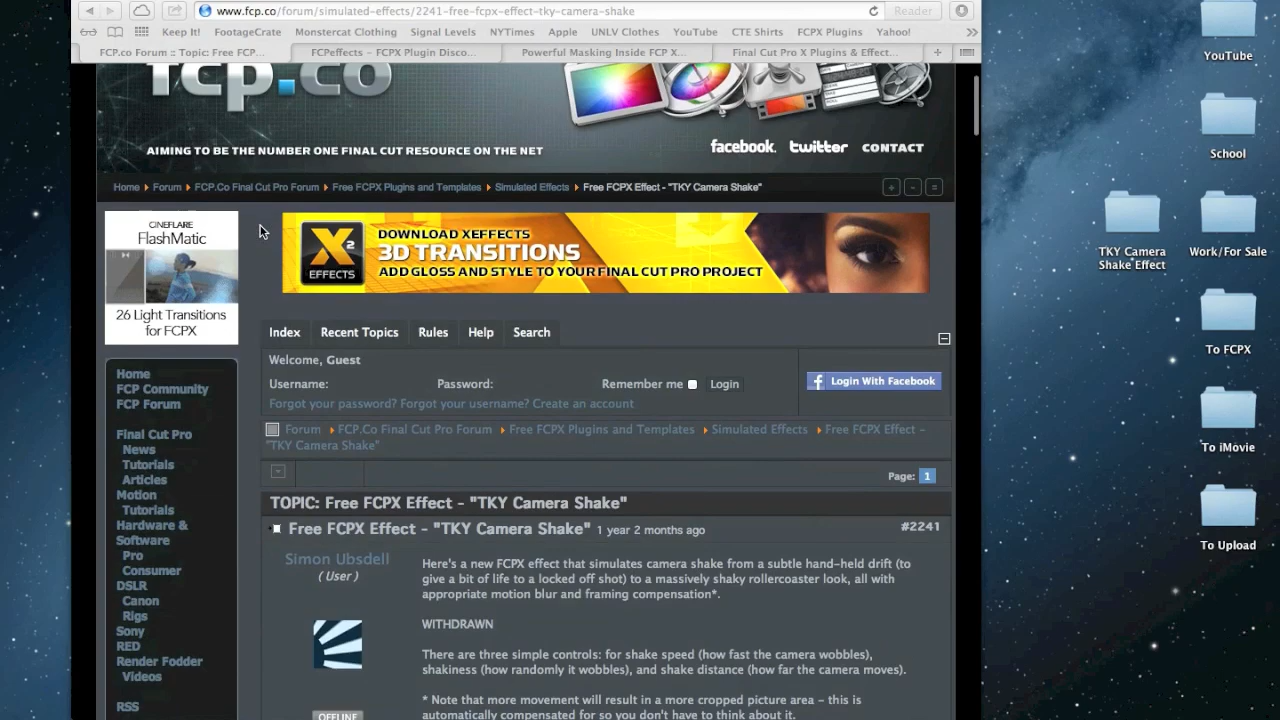 www.fcp.co/forum/simulated-effects/2241-free-fcpx-effect-tky-camera-shake
Reader
Keep It!
FootageCrate
Monstercat Clothing
Signal Levels
NYTimes
Apple
UNLV Clothes
YouTube
CTE Shirts
FCPX Plugins
Yahoo!
FCP.co Forum :: Topic: Free FCP...
FCPeffects – FCPX Plugin Disco...
Powerful Masking Inside FCP X...
Final Cut Pro X Plugins & Effect...
fcp.co
AIMING TO BE THE NUMBER ONE FINAL CUT RESOURCE ON THE NET
facebook.
twitter
CONTACT
Home
Forum
FCP.Co Final Cut Pro Forum
Free FCPX Plugins and Templates
Simulated Effects
Free FCPX Effect - "TKY Camera Shake"
CINEFLARE
FlashMatic
26 Light Transitions
for FCPX
X2
EFFECTS
DOWNLOAD XEFFECTS
3D TRANSITIONS
ADD GLOSS AND STYLE TO YOUR FINAL CUT PRO PROJECT
Index
Recent Topics
Rules
Help
Search
Welcome, Guest
Username:
Password:
Remember me
Login
Login With Facebook
Forgot your password? Forgot your username? Create an account
Forum
FCP.Co Final Cut Pro Forum
Free FCPX Plugins and Templates
Simulated Effects
Free FCPX Effect -
"TKY Camera Shake"
Page: 1
TOPIC: Free FCPX Effect - "TKY Camera Shake"
Free FCPX Effect - "TKY Camera Shake" 1 year 2 months ago
#2241
Simon Ubsdell
( User )
OFFLINE
Here's a new FCPX effect that simulates camera shake from a subtle hand-held drift (to
give a bit of life to a locked off shot) to a massively shaky rollercoaster look, all with
appropriate motion blur and framing compensation*.
WITHDRAWN
There are three simple controls: for shake speed (how fast the camera wobbles),
shakiness (how randomly it wobbles), and shake distance (how far the camera moves).
* Note that more movement will result in a more cropped picture area – this is
automatically compensated for so you don't have to think about it.
Home
FCP Community
FCP Forum
Final Cut Pro
News
Tutorials
Articles
Motion
Tutorials
Hardware &
Software
Pro
Consumer
DSLR
Canon
Rigs
Sony
RED
Render Fodder
Videos
RSS
YouTube
School
TKY Camera
Shake Effect
Work/For Sale
To FCPX
To iMovie
To Upload